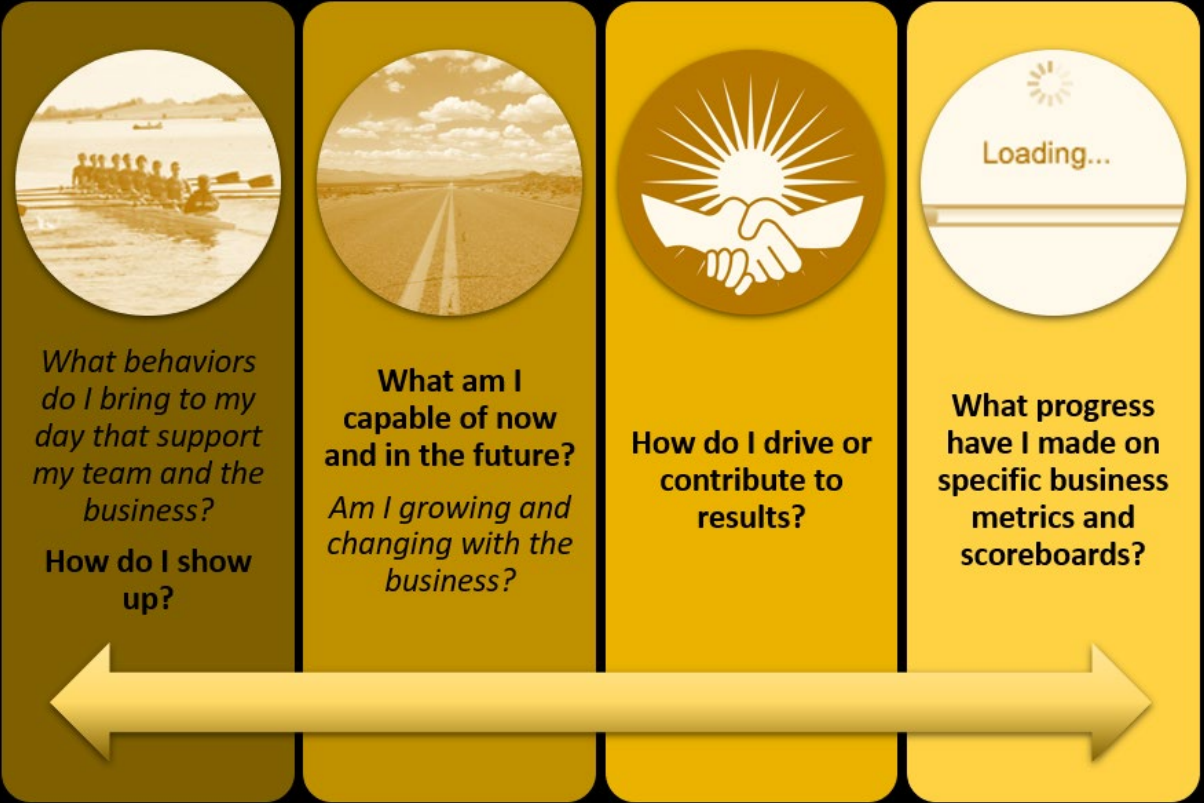 What behaviors
do I bring to my
day that support
my team and the
business?
How do I show
up?
What am I
capable of now
and in the future?
Am I growing and
changing with the
business?
How do I drive or
contribute to
results?
Loading...
What progress
have I made on
specific business
metrics and
scoreboards?